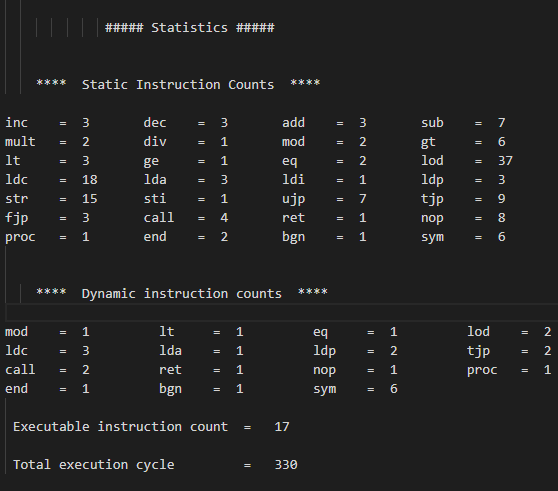 ##### Statistics #####
**** Static Instruction Counts ****
inc = 3 dec = 3 add = 3 sub = 7
mult = 2 div = 1 mod = 2 gt = 6
lt = 3 ge = 1 eq = 2 lod = 37
ldc = 18 lda = 3 ldi = 1 ldp = 3
str = 15 sti = 1 ujp = 7 tjp = 9
fjp = 3 call = 4 ret = 1 nop = 8
proc = 1 end = 2 bgn = 1 sym = 6
**** Dynamic instruction counts ****
mod = 1 lt = 1 eq = 1 lod = 2
ldc = 3 lda = 1 ldp = 2 tjp = 2
call = 2 ret = 1 nop = 1 proc = 1
end = 1 bgn = 1 sym = 6
Executable instruction count = 17
Total execution cycle = 330